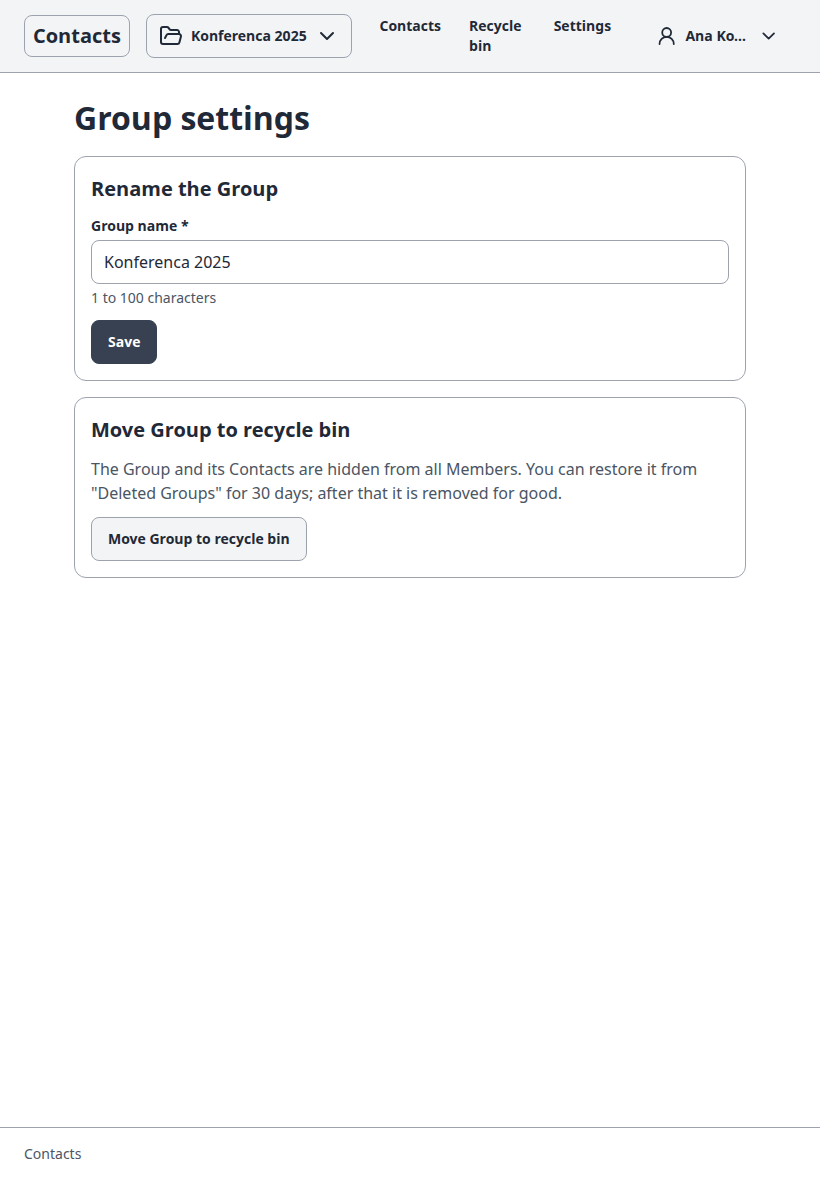 Contacts
Konferenca 2025
Contacts
Recycle
bin
Settings
Ana Ko...
Group settings
Rename the Group
Group name *
Konferenca 2025
1 to 100 characters
Save
Move Group to recycle bin
The Group and its Contacts are hidden from all Members. You can restore it from
"Deleted Groups" for 30 days; after that it is removed for good.
Move Group to recycle bin
Contacts